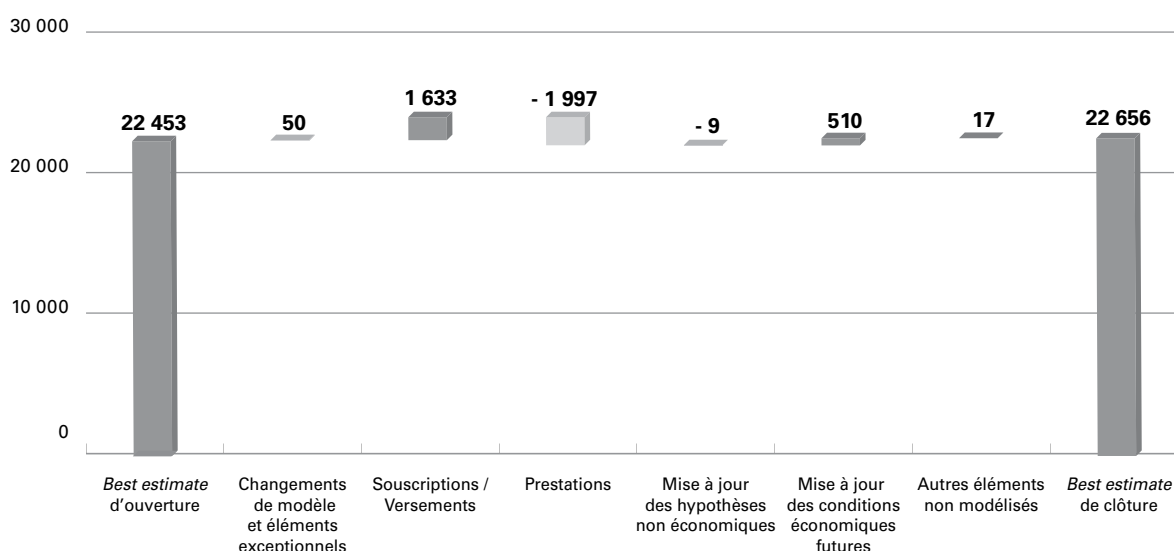 30 000
22 453
50
1 633
- 1 997
- 9
510
17
22 656
20 000
10 000
0
Best estimate
d’ouverture
Changements
de modèle
et éléments
exceptionnels
Souscriptions /
Versements
Prestations
Mise à jour
des hypothèses
non économiques
Mise à jour
des conditions
économiques
futures
Autres éléments
non modélisés
Best estimate
de clôture